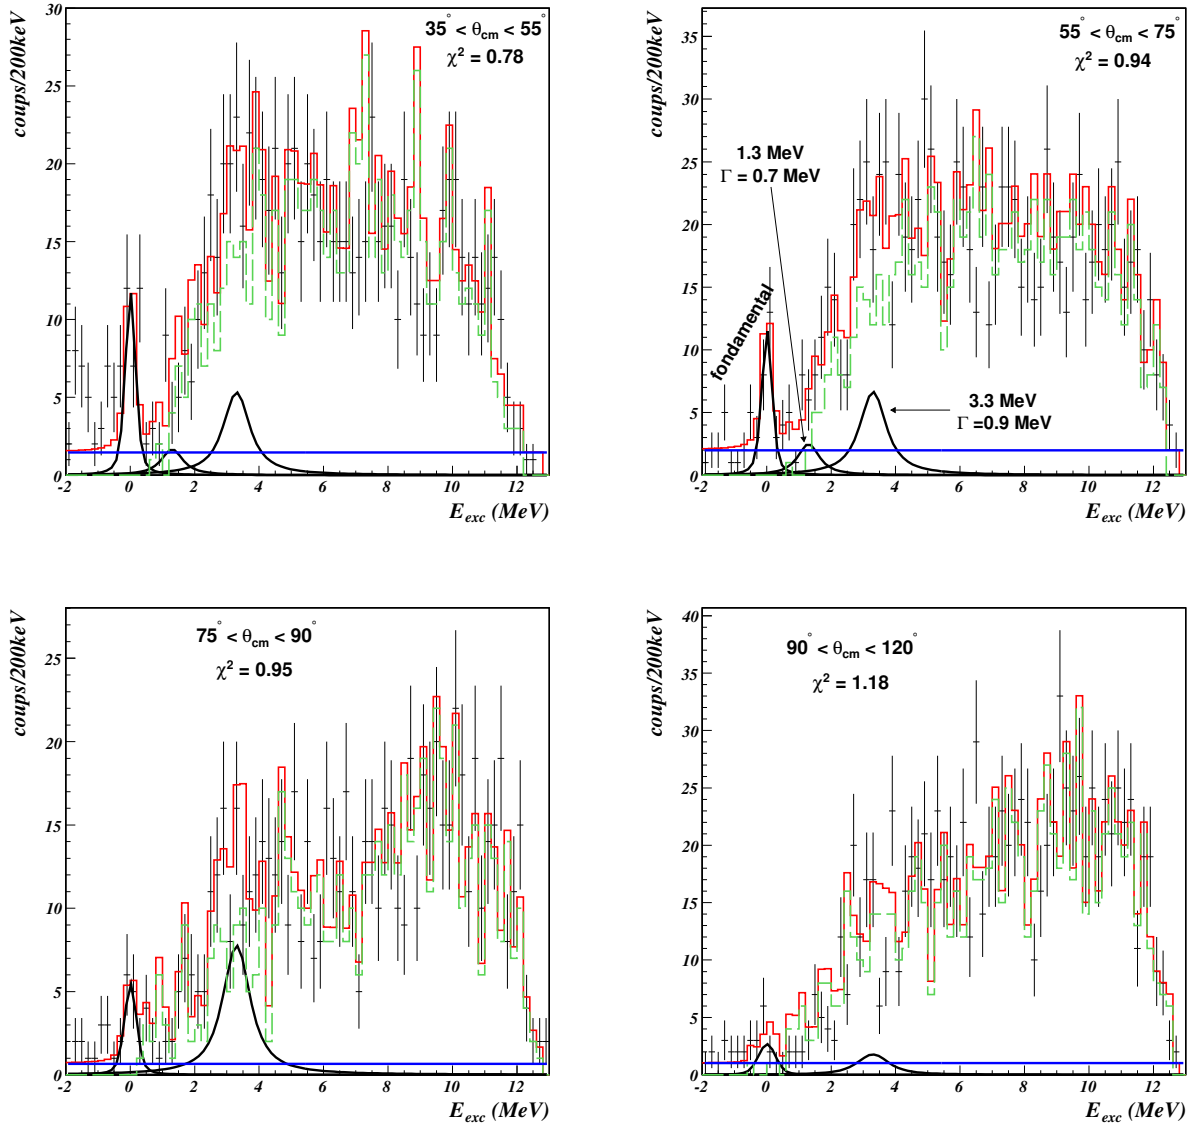 35° < θcm < 55°
χ² = 0.78
coups/200keV
30
25
20
15
10
5
0
-2 0 2 4 6 8 10 12
Eexc (MeV)
55° < θcm < 75°
χ² = 0.94
coups/200keV
35
30
25
20
15
10
5
0
1.3 MeV
Γ = 0.7 MeV
fondamental
3.3 MeV
Γ =0.9 MeV
-2 0 2 4 6 8 10 12
Eexc (MeV)
75° < θcm < 90°
χ² = 0.95
coups/200keV
25
20
15
10
5
0
-2 0 2 4 6 8 10 12
Eexc (MeV)
90° < θcm < 120°
χ² = 1.18
coups/200keV
40
35
30
25
20
15
10
5
0
-2 0 2 4 6 8 10 12
Eexc (MeV)